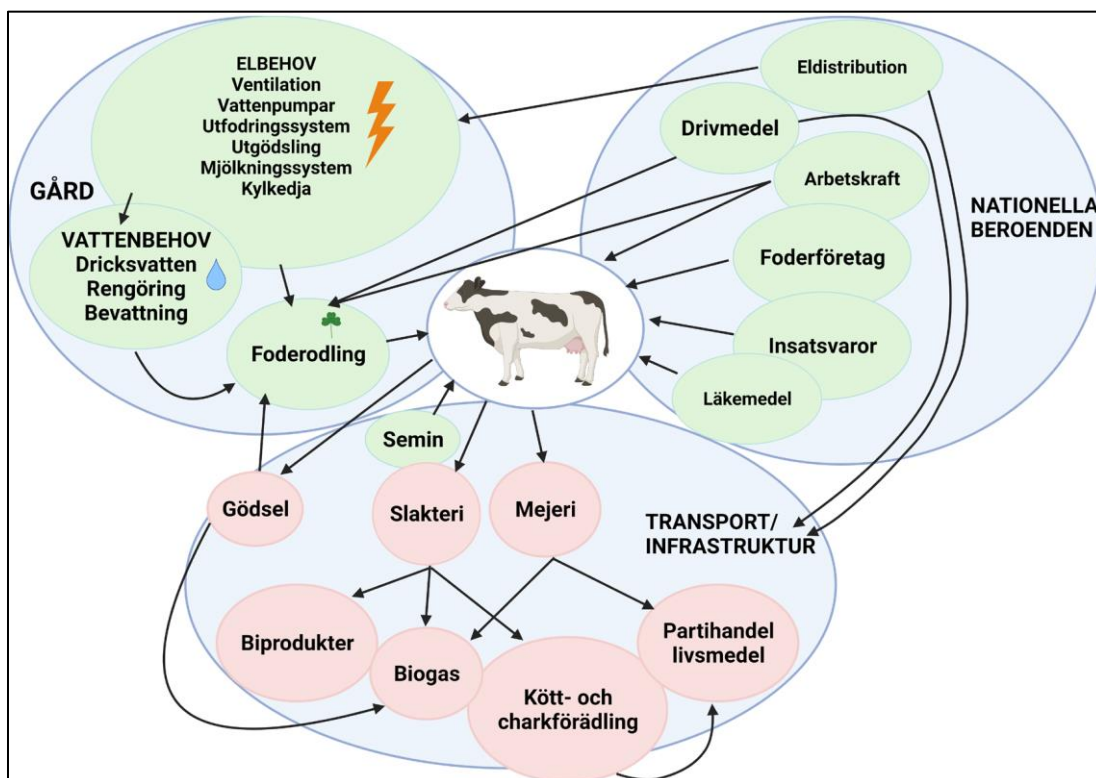 ELBEHOV
Ventilation
Vattenpumpar
Utfodringssystem
Utgödsling
Mjölkningssystem
Kylkedja
GÅRD
VATTENBEHOV
Dricksvatten
Rengöring
Bevattning
Foderodling
Eldistribution
Drivmedel
Arbetskraft
NATIONELLA
BEROENDEN
Foderföretag
Insatsvaror
Läkemedel
Semin
Gödsel
Slakteri
Mejeri
TRANSPORT/
INFRASTRUKTUR
Biprodukter
Biogas
Kött- och
charkförädling
Partihandel
livsmedel